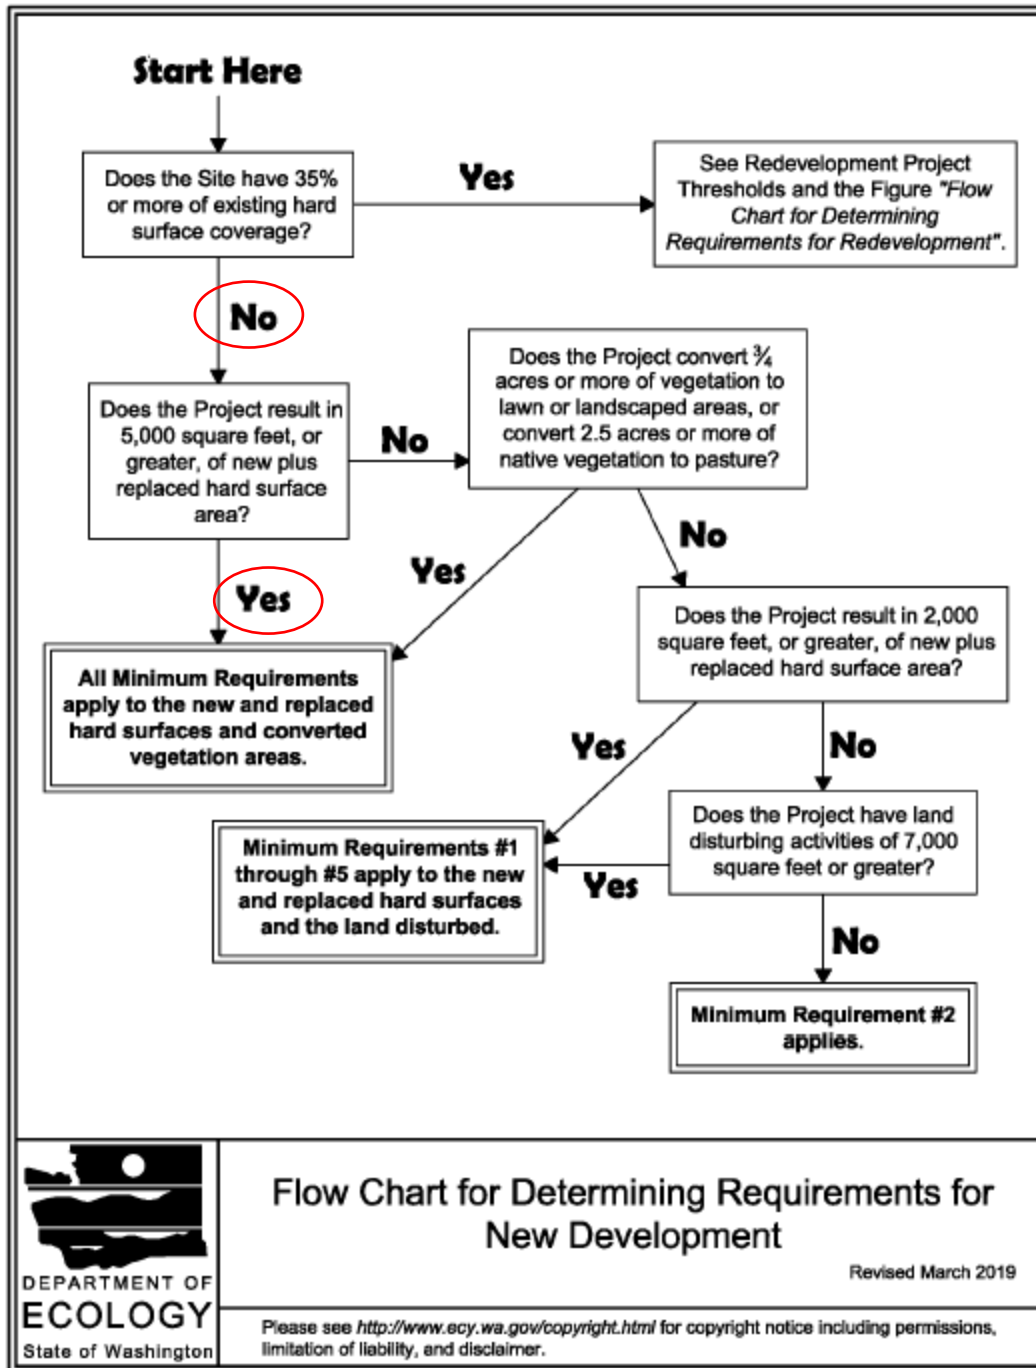 Start Here
Does the Site have 35%
or more of existing hard
surface coverage?
Yes
See Redevelopment Project
Thresholds and the Figure "Flow
Chart for Determining
Requirements for Redevelopment".
No
Does the Project result in
5,000 square feet, or
greater, of new plus
replaced hard surface
area?
No
Does the Project convert ¾
acres or more of vegetation to
lawn or landscaped areas, or
convert 2.5 acres or more of
native vegetation to pasture?
Yes
Yes
No
All Minimum Requirements
apply to the new and replaced
hard surfaces and converted
vegetation areas.
Does the Project result in 2,000
square feet, or greater, of new plus
replaced hard surface area?
Yes
No
Minimum Requirements #1
through #5 apply to the new
and replaced hard surfaces
and the land disturbed.
Yes
Does the Project have land
disturbing activities of 7,000
square feet or greater?
No
Minimum Requirement #2
applies.
DEPARTMENT OF
ECOLOGY
State of Washington
Flow Chart for Determining Requirements for
New Development
Revised March 2019
Please see http://www.ecy.wa.gov/copyright.html for copyright notice including permissions,
limitation of liability, and disclaimer.